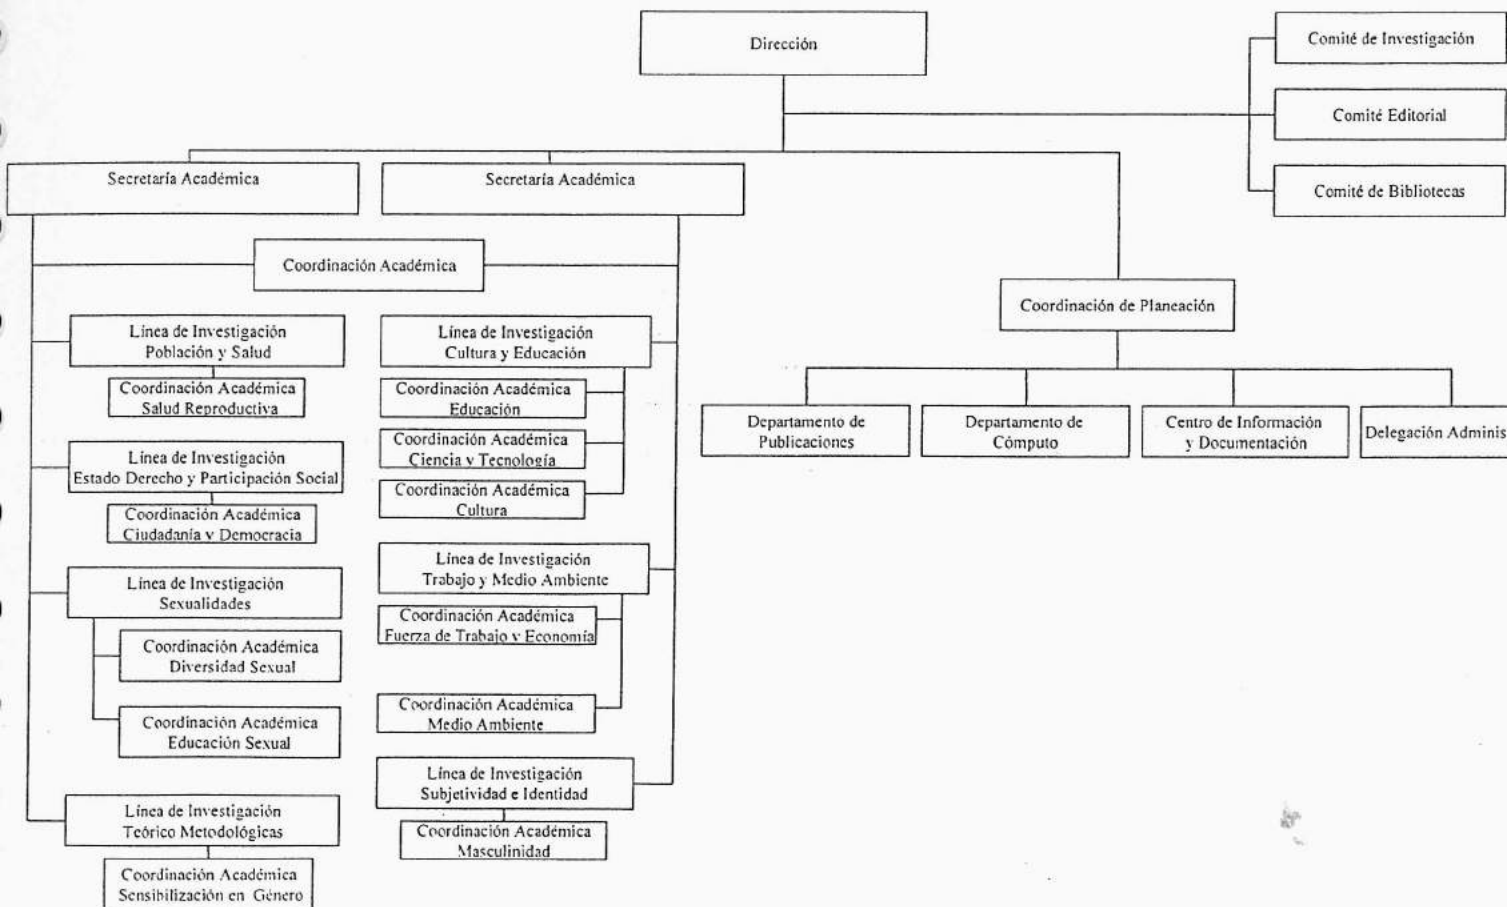 Dirección
Comité de Investigación
Comité Editorial
Comité de Bibliotecas
Secretaría Académica
Secretaría Académica
Coordinación Académica
Línea de Investigación
Población y Salud
Coordinación Académica
Salud Reproductiva
Línea de Investigación
Estado Derecho y Participación Social
Coordinación Académica
Ciudadanía y Democracia
Línea de Investigación
Sexualidades
Coordinación Académica
Diversidad Sexual
Coordinación Académica
Educación Sexual
Línea de Investigación
Teórico Metodológicas
Coordinación Académica
Sensibilización en Género
Línea de Investigación
Cultura y Educación
Coordinación Académica
Educación
Coordinación Académica
Ciencia y Tecnología
Coordinación Académica
Cultura
Línea de Investigación
Trabajo y Medio Ambiente
Coordinación Académica
Fuerza de Trabajo y Economía
Coordinación Académica
Medio Ambiente
Línea de Investigación
Subjetividad e Identidad
Coordinación Académica
Masculinidad
Coordinación de Planeación
Departamento de
Publicaciones
Departamento de
Cómputo
Centro de Información
y Documentación
Delegación Adminis